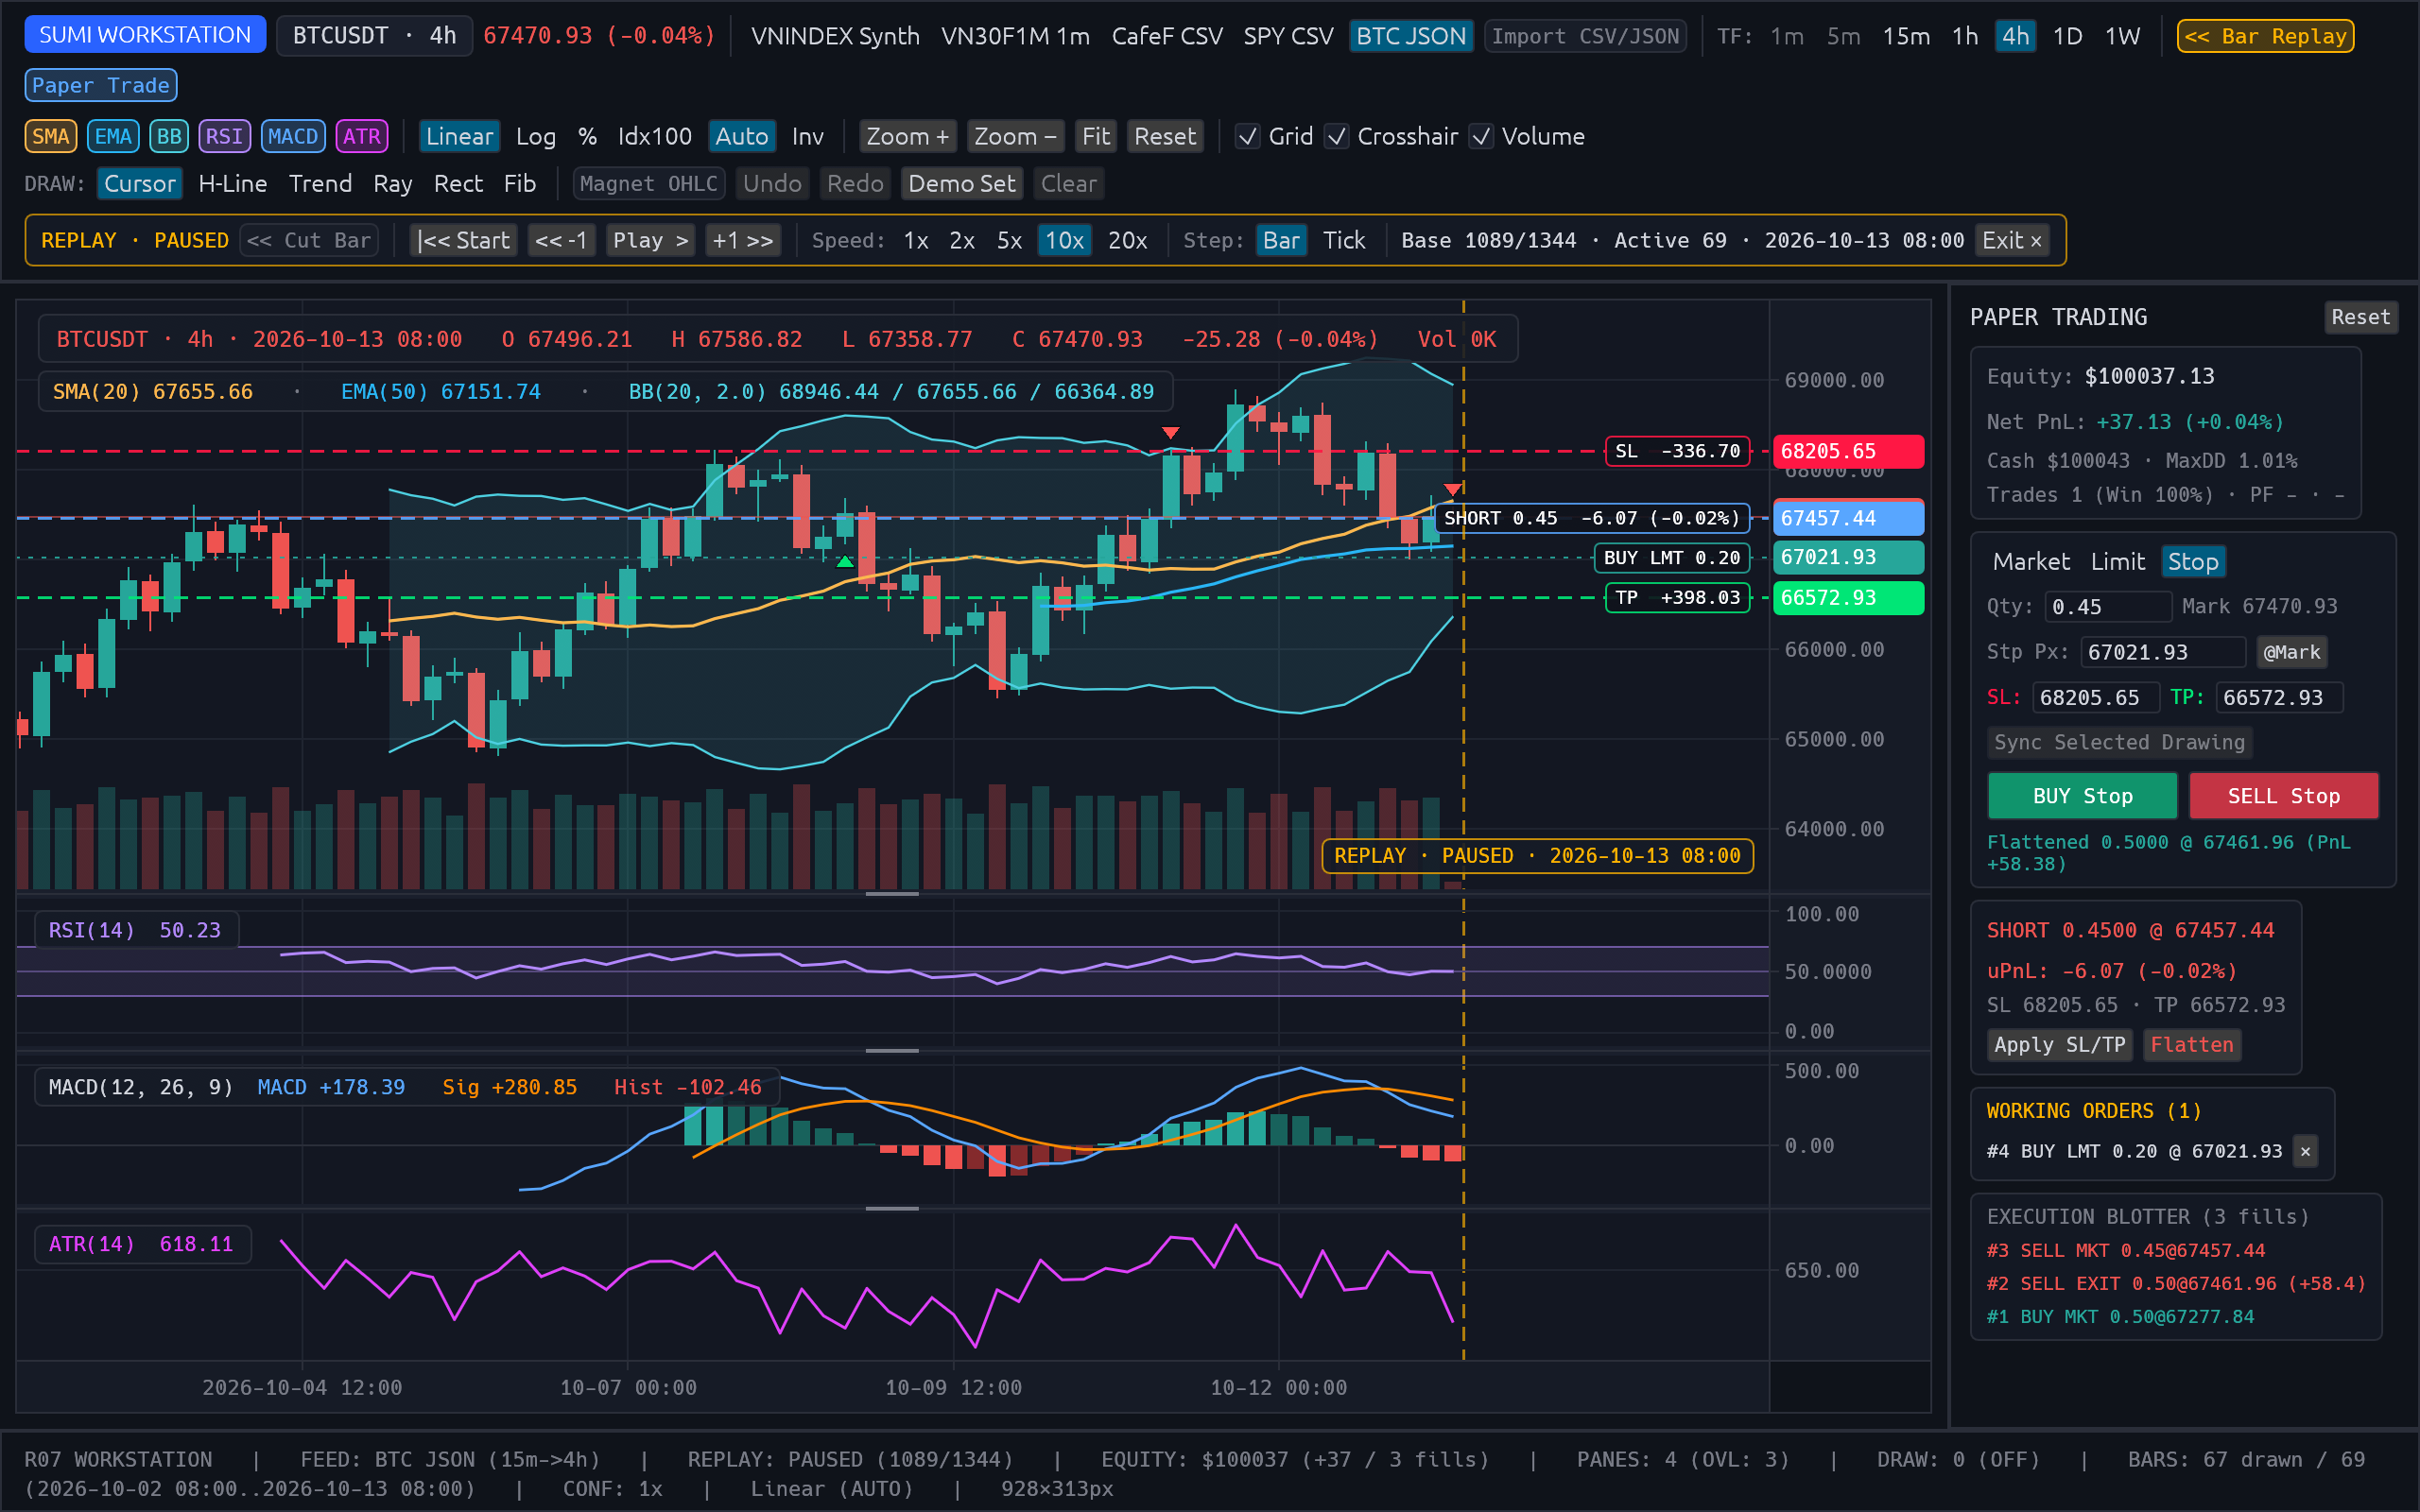 SUMI WORKSTATION BTCUSDT · 4h 67470.93 (-0.04%) VNINDEX Synth VN30F1M 1m CafeF CSV SPY CSV BTC JSON Import CSV/JSON TF: 1m 5m 15m 1h 4h 1D 1W << Bar Replay
Paper Trade
SMA EMA BB RSI MACD ATR Linear Log % Idx100 Auto Inv Zoom + Zoom − Fit Reset Grid Crosshair Volume
DRAW: Cursor H-Line Trend Ray Rect Fib Magnet OHLC Undo Redo Demo Set Clear
REPLAY · PAUSED << Cut Bar |<< Start << -1 Play > +1 >> Speed: 1x 2x 5x 10x 20x Step: Bar Tick Base 1089/1344 · Active 69 · 2026-10-13 08:00 Exit ×
BTCUSDT · 4h · 2026-10-13 08:00 O 67496.21 H 67586.82 L 67358.77 C 67470.93 -25.28 (-0.04%) Vol 0K
SMA(20) 67655.66 · EMA(50) 67151.74 · BB(20, 2.0) 68946.44 / 67655.66 / 66364.89
69000.00
SL -336.70 68205.65
68000.00
SHORT 0.45 -6.07 (-0.02%) 67457.44
BUY LMT 0.20 67021.93
TP +398.03 66572.93
66000.00
65000.00
64000.00
REPLAY · PAUSED · 2026-10-13 08:00
RSI(14) 50.23
100.00
50.0000
0.00
MACD(12, 26, 9) MACD +178.39 Sig +280.85 Hist -102.46
500.00
0.00
ATR(14) 618.11
650.00
2026-10-04 12:00 10-07 00:00 10-09 12:00 10-12 00:00
PAPER TRADING Reset
Equity: $100037.13
Net PnL: +37.13 (+0.04%)
Cash $100043 · MaxDD 1.01%
Trades 1 (Win 100%) · PF - · -
Market Limit Stop
Qty: 0.45 Mark 67470.93
Stp Px: 67021.93 @Mark
SL: 68205.65 TP: 66572.93
Sync Selected Drawing
BUY Stop SELL Stop
Flattened 0.5000 @ 67461.96 (PnL
+58.38)
SHORT 0.4500 @ 67457.44
uPnL: -6.07 (-0.02%)
SL 68205.65 · TP 66572.93
Apply SL/TP Flatten
WORKING ORDERS (1)
#4 BUY LMT 0.20 @ 67021.93 ×
EXECUTION BLOTTER (3 fills)
#3 SELL MKT 0.45@67457.44
#2 SELL EXIT 0.50@67461.96 (+58.4)
#1 BUY MKT 0.50@67277.84
R07 WORKSTATION | FEED: BTC JSON (15m->4h) | REPLAY: PAUSED (1089/1344) | EQUITY: $100037 (+37 / 3 fills) | PANES: 4 (OVL: 3) | DRAW: 0 (OFF) | BARS: 67 drawn / 69
(2026-10-02 08:00..2026-10-13 08:00) | CONF: 1x | Linear (AUTO) | 928×313px